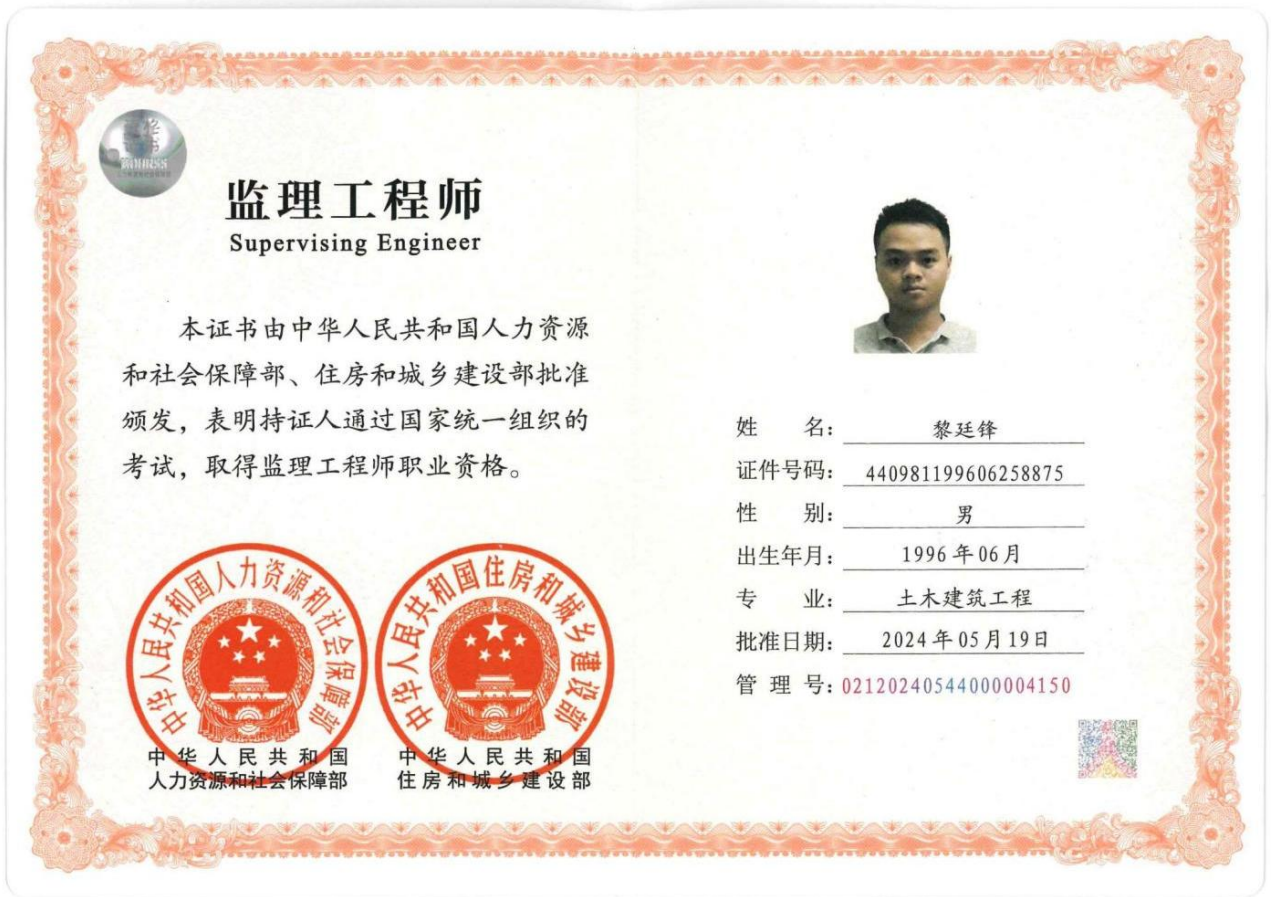 监理工程师
Supervising Engineer
本证书由中华人民共和国人力资源
和社会保障部、住房和城乡建设部批准
颁发，表明持证人通过国家统一组织的
考试，取得监理工程师职业资格。
中华人民共和国人力资源和社会保障部
中华人民共和国住房和城乡建设部
中华人民共和国
人力资源和社会保障部
中华人民共和国
住房和城乡建设部
姓 名：黎廷锋
证件号码：440981199606258875
性 别：男
出生年月：1996年06月
专 业：土木建筑工程
批准日期：2024年05月19日
管 理 号：02120240544000004150